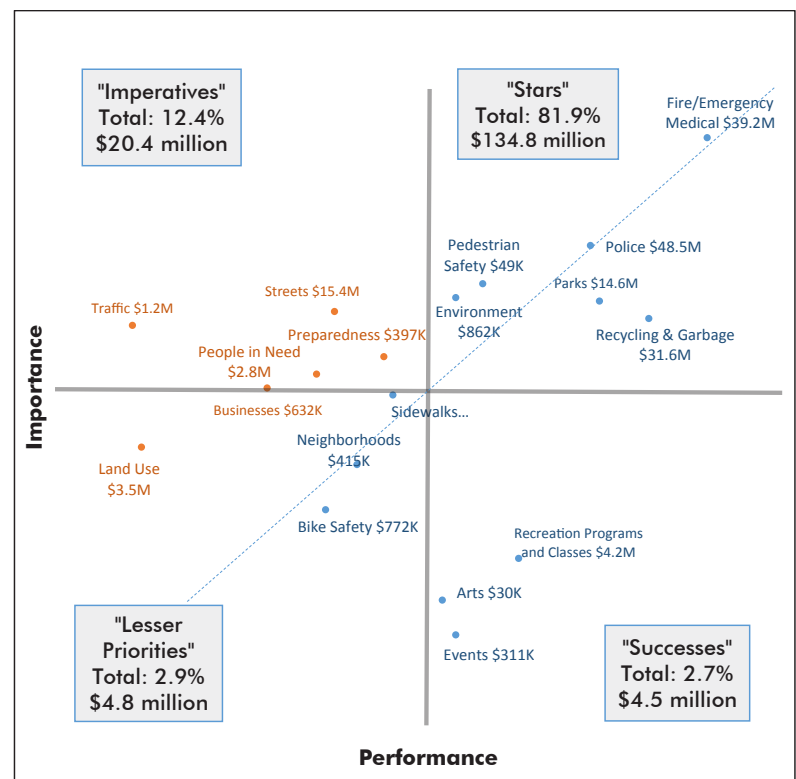 "Imperatives"
Total: 12.4%
$20.4 million
"Stars"
Total: 81.9%
$134.8 million
Fire/Emergency
Medical $39.2M
Pedestrian
Safety $49K
Police $48.5M
Parks $14.6M
Environment
$862K
Recycling & Garbage
$31.6M
Streets $15.4M
Traffic $1.2M
Preparedness $397K
People in Need
$2.8M
Businesses $632K
Sidewalks...
Importance
Neighborhoods
$415K
Land Use
$3.5M
Bike Safety $772K
Recreation Programs
and Classes $4.2M
Arts $30K
Events $311K
"Lesser
Priorities"
Total: 2.9%
$4.8 million
"Successes"
Total: 2.7%
$4.5 million
Performance